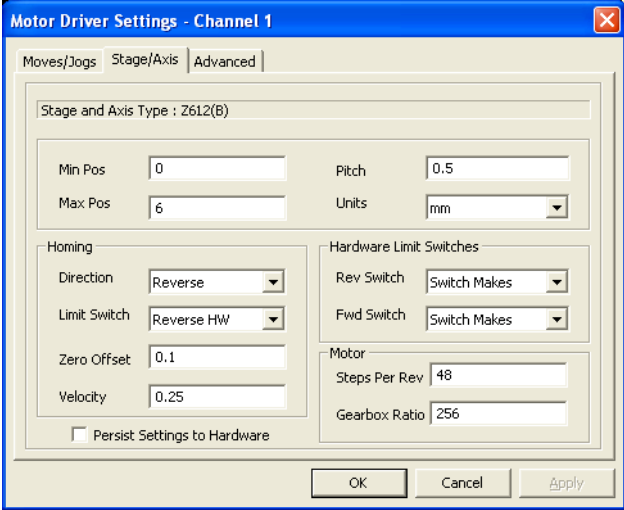 Motor Driver Settings - Channel 1
Moves/Jogs Stage/Axis Advanced
Stage and Axis Type : Z612(B)
Min Pos 0 Pitch 0.5
Max Pos 6 Units mm
Homing Hardware Limit Switches
Direction Reverse Rev Switch Switch Makes
Limit Switch Reverse HW Fwd Switch Switch Makes
Zero Offset 0.1 Motor
Steps Per Rev 48
Velocity 0.25 Gearbox Ratio 256
Persist Settings to Hardware
OK Cancel Apply